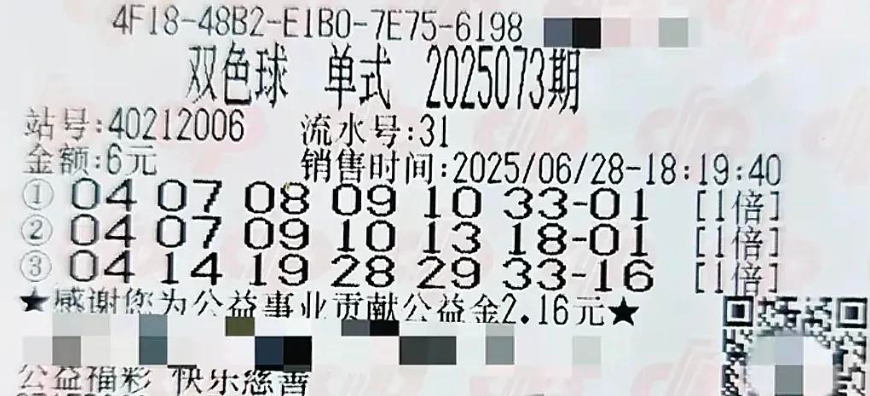 4F18-48B2-E1B0-7E75-6198
双色球 单式 2025073期
站号:40212006 流水号:31
金额:6元 销售时间:2025/06/28-18:19:40
① 04 07 08 09 10 33-01 [1倍]
② 04 07 09 10 13 18-01 [1倍]
③ 04 14 19 28 29 33-16 [1倍]
★感谢您为公益事业贡献公益金2.16元★
公益福彩 快乐慈善